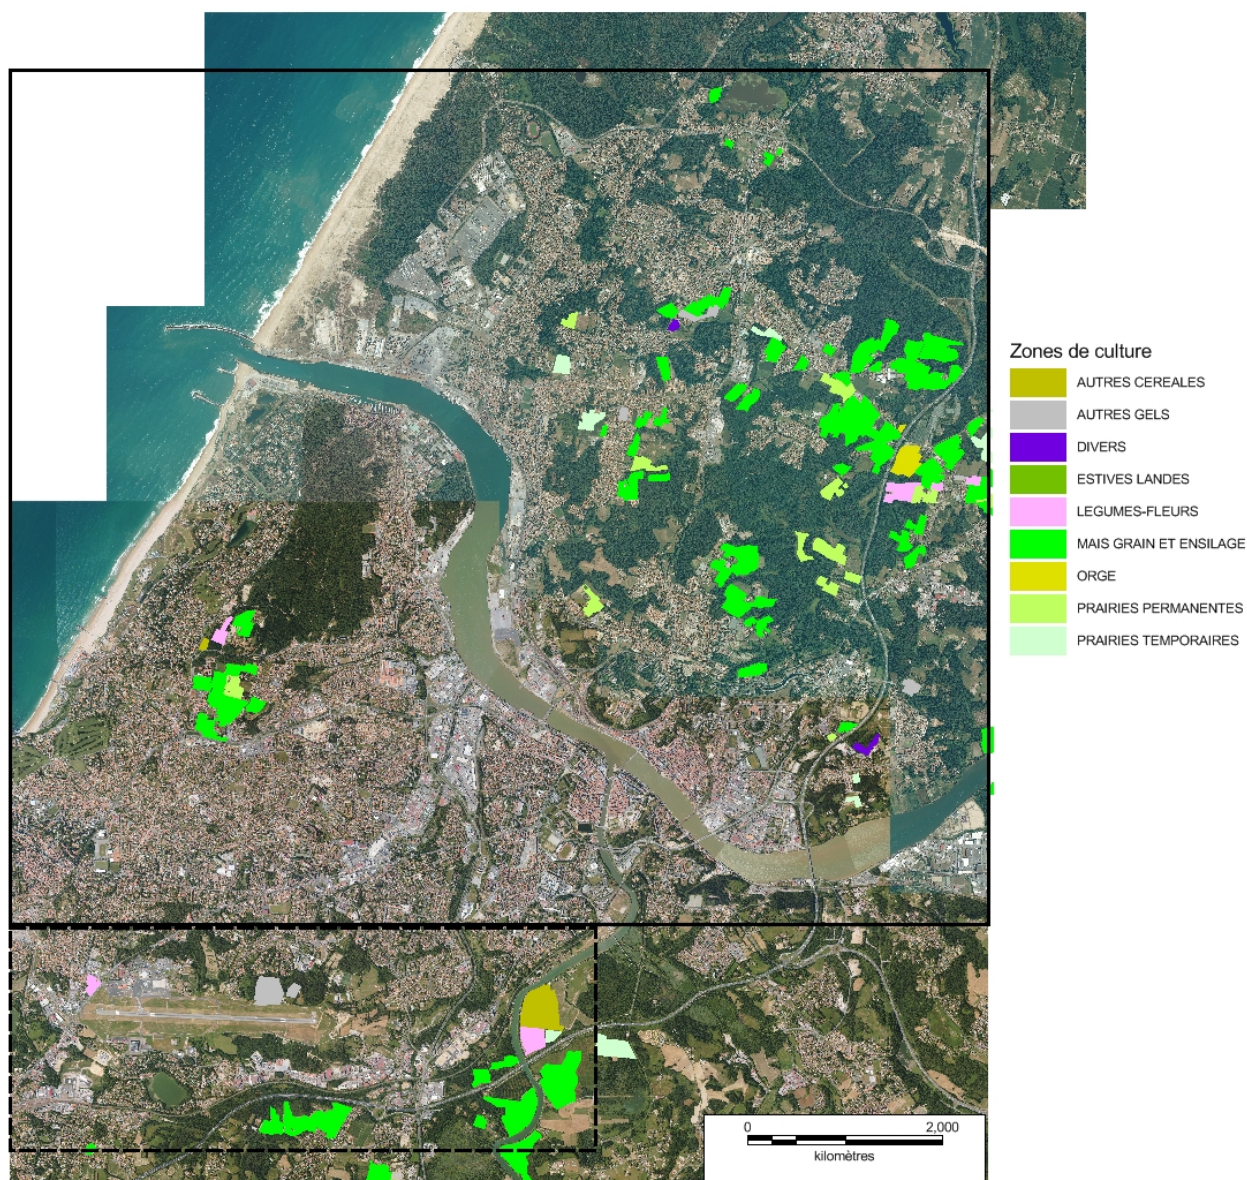 Zones de culture
AUTRES CEREALES
AUTRES GELS
DIVERS
ESTIVES LANDES
LEGUMES-FLEURS
MAIS GRAIN ET ENSILAGE
ORGE
PRAIRIES PERMANENTES
PRAIRIES TEMPORAIRES
0 2,000
kilomètres